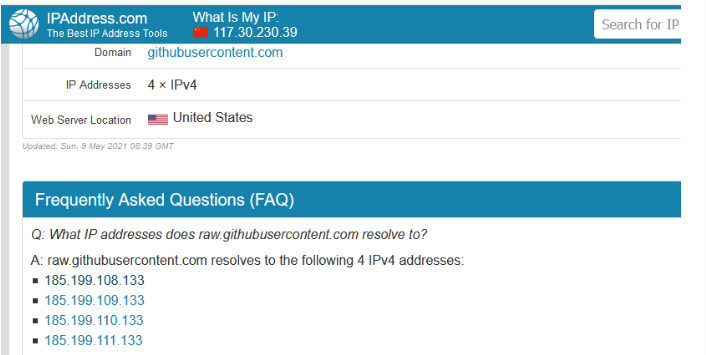 IPAddress.com
The Best IP Address Tools
What Is My IP:
117.30.230.39
Search for IP
Domain githubusercontent.com
IP Addresses 4 × IPv4
Web Server Location United States
Updated: Sun, 9 May 2021 08:39 GMT
Frequently Asked Questions (FAQ)
Q: What IP addresses does raw.githubusercontent.com resolve to?
A: raw.githubusercontent.com resolves to the following 4 IPv4 addresses:
▪ 185.199.108.133
▪ 185.199.109.133
▪ 185.199.110.133
▪ 185.199.111.133